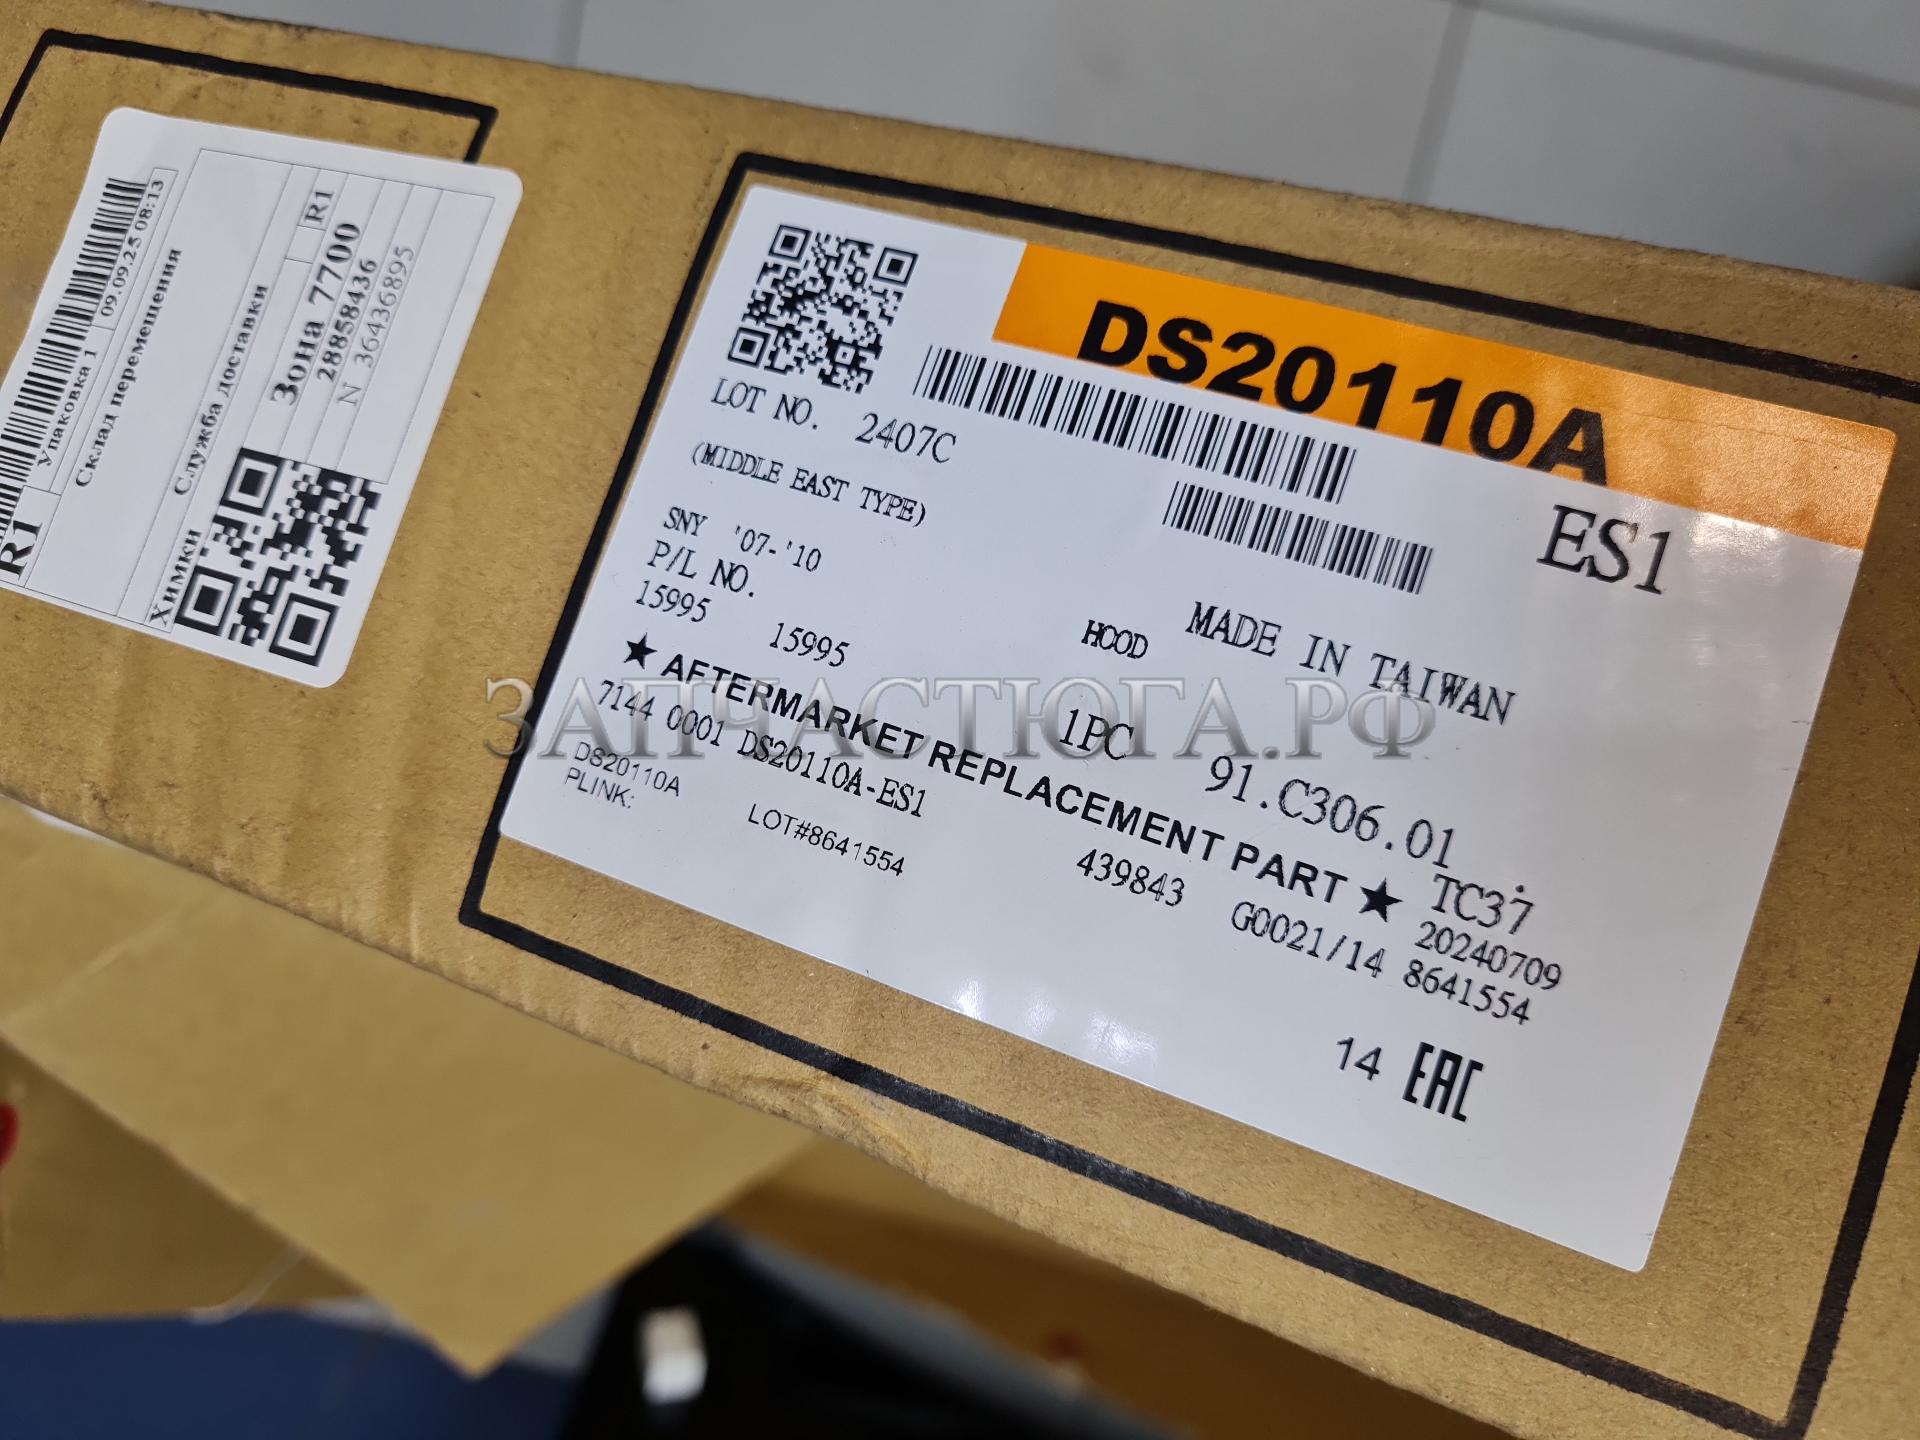 R1
Упаковка 1
09.09.25 08:13
Склад перемещения
Служба доставки
Химки
Зона 7700
R1
28858436
N 36436895
DS20110A
ES1
LOT NO. 2407C
(MIDDLE EAST TYPE)
SNY '07-'10
P/L NO.
15995
15995
HOOD
MADE IN TAIWAN
1PC
91.C306.01
★ AFTERMARKET REPLACEMENT PART ★
TC37
7144 0001 DS20110A-ES1
20240709
DS20110A
439843
G0021/14 8641554
PLINK:
LOT#8641554
14 EAC
ЗАПЧАСТЮГА.РФ